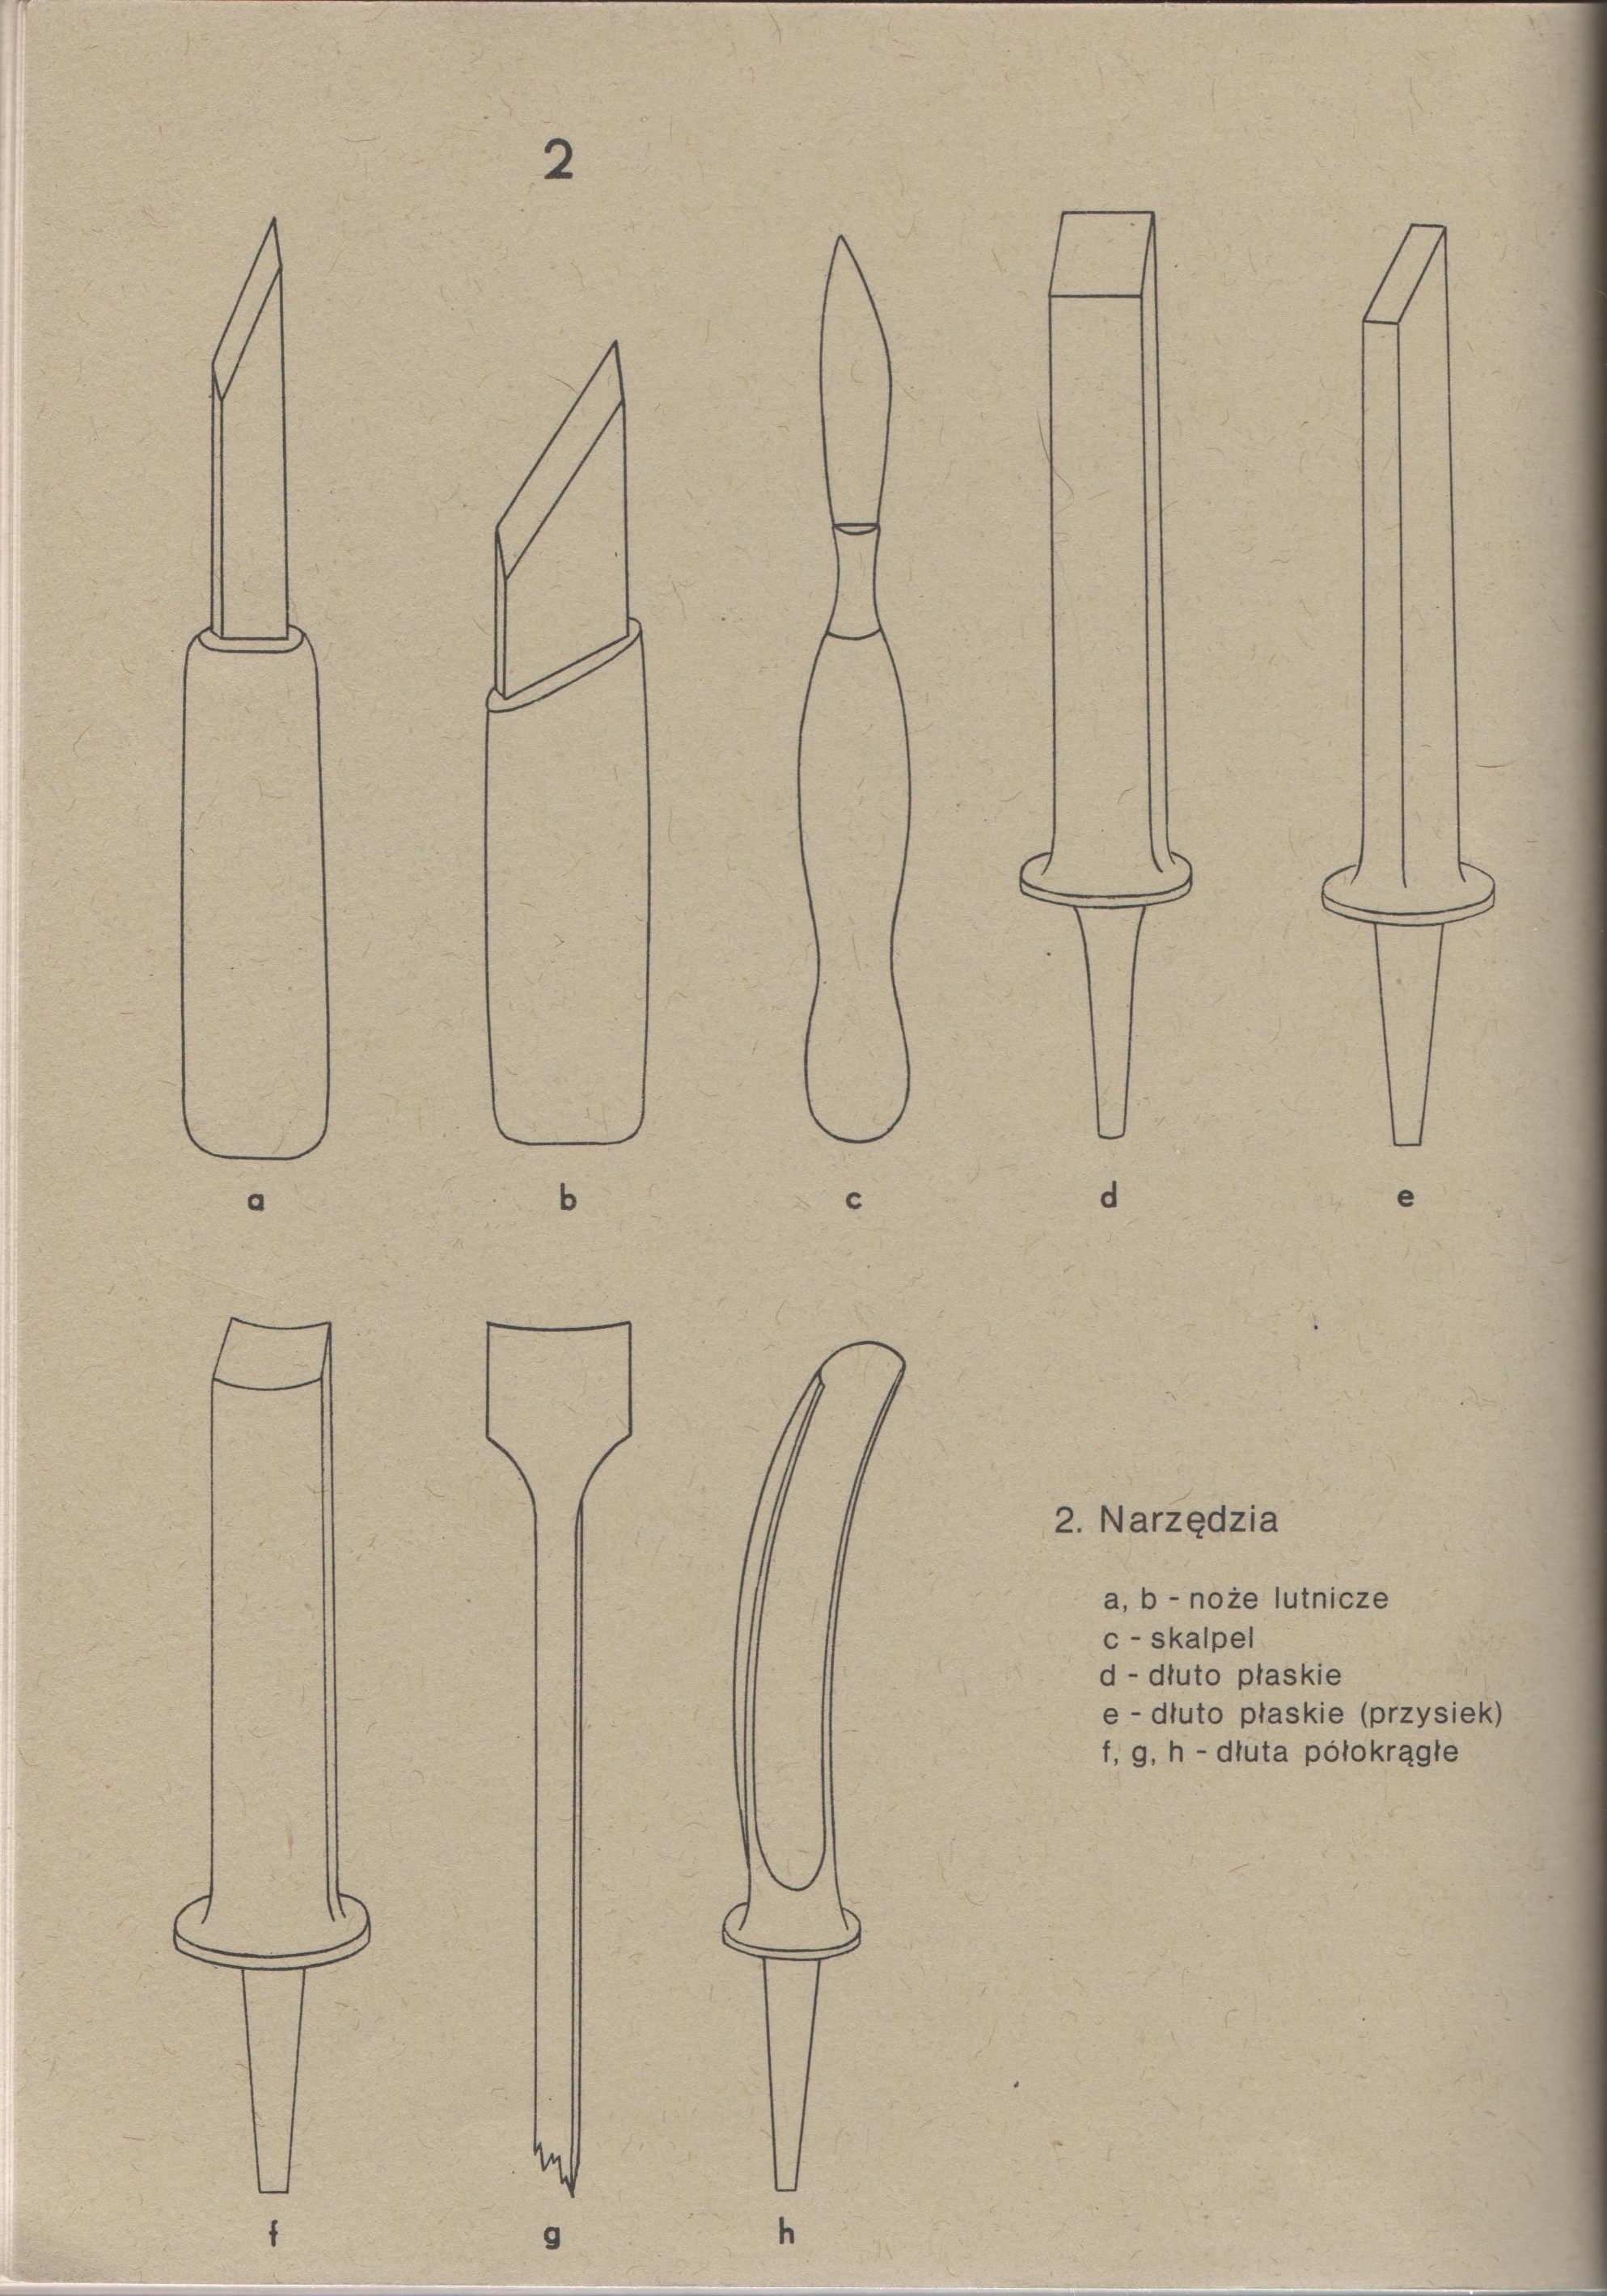 2
a b c d e
f g h
2. Narzędzia
a, b - noże lutnicze
c - skalpel
d - dłuto płaskie
e - dłuto płaskie (przysiek)
f, g, h - dłuta półokrągłe